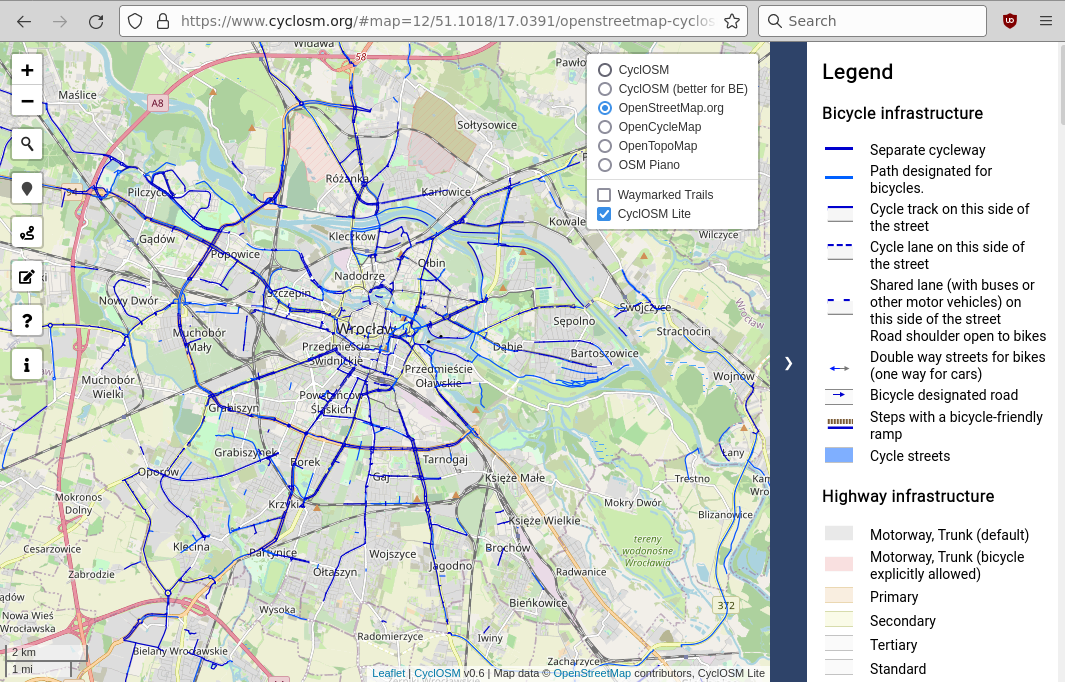 https://www.cyclosm.org/#map=12/51.1018/17.0391/openstreetmap-cyclos
Search
+
−
?
i
CyclOSM
CyclOSM (better for BE)
OpenStreetMap.org
OpenCycleMap
OpenTopoMap
OSM Piano
Waymarked Trails
CyclOSM Lite
Widawa
58
Pawło
Maślice
A8
Sołtysowice
Różanka
Karłowice
94
Pilczyce
Kowale
Wilczyce
Kleczków
Gądów
Popowice
Ołbin
Nadodrze
Szczepin
Nowy Dwór
Swojczyce
Wrocław
Sępolno
Strachocin
Wrocław
Muchobór
Mały
Przedmieście
Świdnickie
Dąbie
Bartoszowice
Przedmieście
Oławskie
Wojnów
Muchobór
Wielki
Powstańców
Śląskich
Grabiszyn
Grabiszynek
Borek
Tarnogaj
Łany
Oporów
Gaj
Księże Małe
Trestno
Kam
Wro
Mokronos
Dolny
Krzyki
Mokry Dwór
Blizanowice
Księże Wielkie
Klecina
Partynice
Wojszyce
Brochów
tereny
wodonośne
Wrocławia
Cesarzowice
Zabrodzie
Ołtaszyn
Jagodno
Radwanice
Bieńkowice
372
ądów
Nowa Wieś
Wrocławska
Wysoka
Radomierzyce
Iwiny
Bielany Wrocławskie
Zacharzyce
2 km
1 mi
Leaflet | CyclOSM v0.6 | Map data © OpenStreetMap contributors, CyclOSM Lite
❯
Legend
Bicycle infrastructure
Separate cycleway
Path designated for
bicycles.
Cycle track on this side of
the street
Cycle lane on this side of
the street
Shared lane (with buses or
other motor vehicles) on
this side of the street
Road shoulder open to bikes
Double way streets for bikes
(one way for cars)
Bicycle designated road
Steps with a bicycle-friendly
ramp
Cycle streets
Highway infrastructure
Motorway, Trunk (default)
Motorway, Trunk (bicycle
explicitly allowed)
Primary
Secondary
Tertiary
Standard